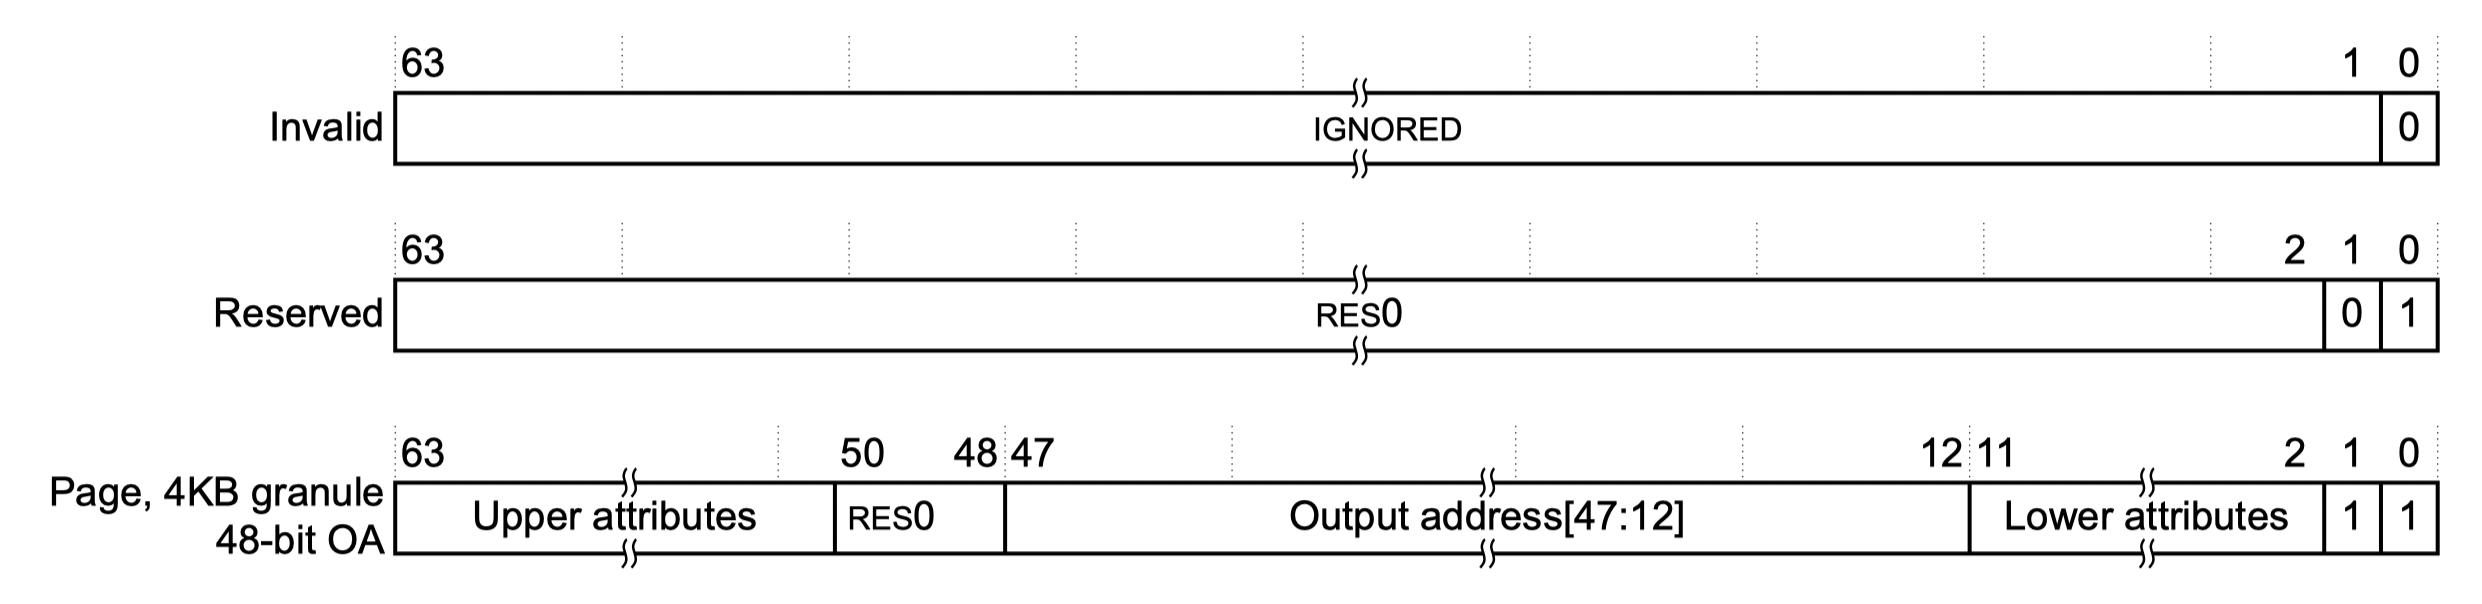 63 1 0
Invalid IGNORED 0
63 2 1 0
Reserved RES0 0 1
63 50 48 47 12 11 2 1 0
Page, 4KB granule
48-bit OA
Upper attributes RES0 Output address[47:12] Lower attributes 1 1